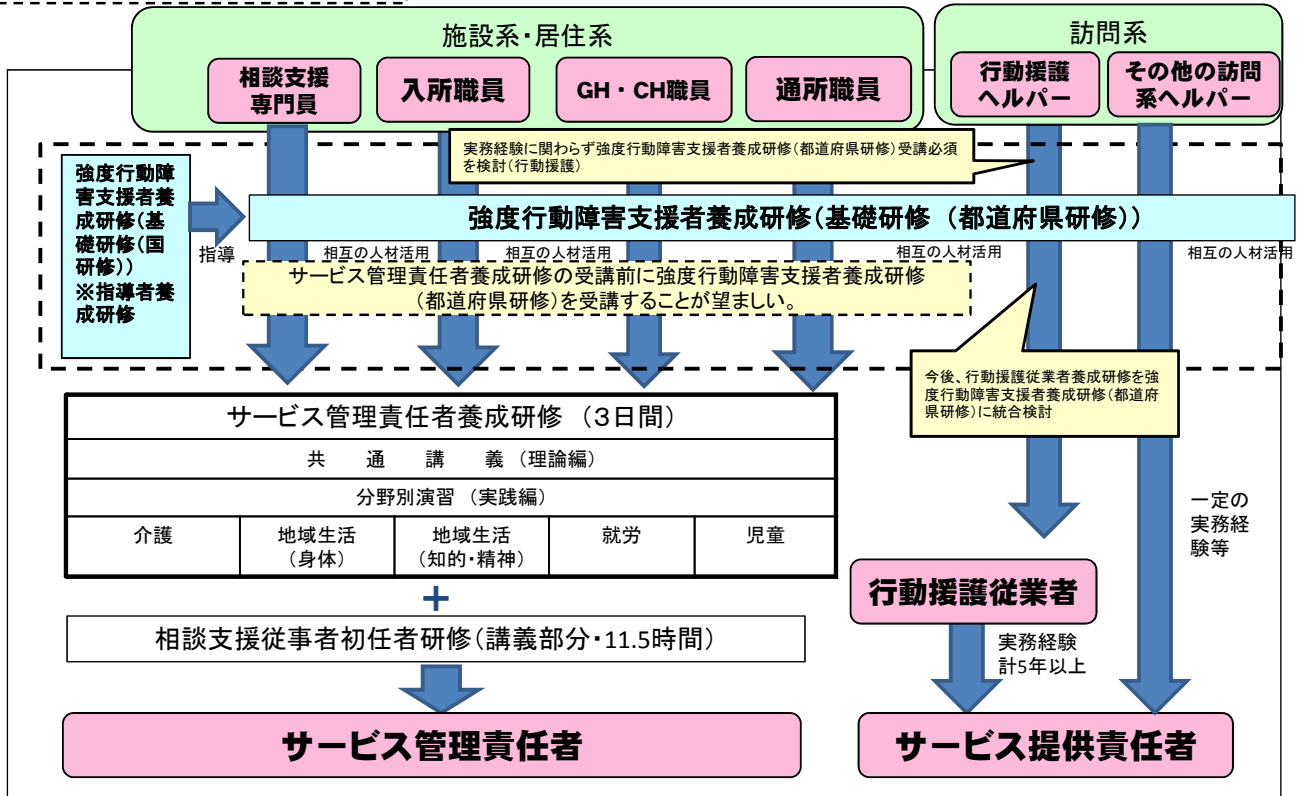 施設系・居住系
訪問系
相談支援
専門員
入所職員
GH・CH職員
通所職員
行動援護
ヘルパー
その他の訪問
系ヘルパー
実務経験に関わらず強度行動障害支援者養成研修(都道府県研修)受講必須
を検討(行動援護)
強度行動障
害支援者養
成研修(基
礎研修(国
研修))
※指導者養
成研修
指導
強度行動障害支援者養成研修(基礎研修 (都道府県研修))
相互の人材活用
相互の人材活用
相互の人材活用
相互の人材活用
サービス管理責任者養成研修の受講前に強度行動障害支援者養成研修
(都道府県研修)を受講することが望ましい。
今後、行動援護従業者養成研修を強
度行動障害支援者養成研修(都道府
県研修)に統合検討
サービス管理責任者養成研修 (3日間)
共 通 講 義 (理論編)
分野別演習 (実践編)
介護
地域生活
(身体)
地域生活
(知的・精神)
就労
児童
+
相談支援従事者初任者研修(講義部分・11.5時間)
サービス管理責任者
行動援護従業者
実務経験
計5年以上
一定の
実務経
験等
サービス提供責任者